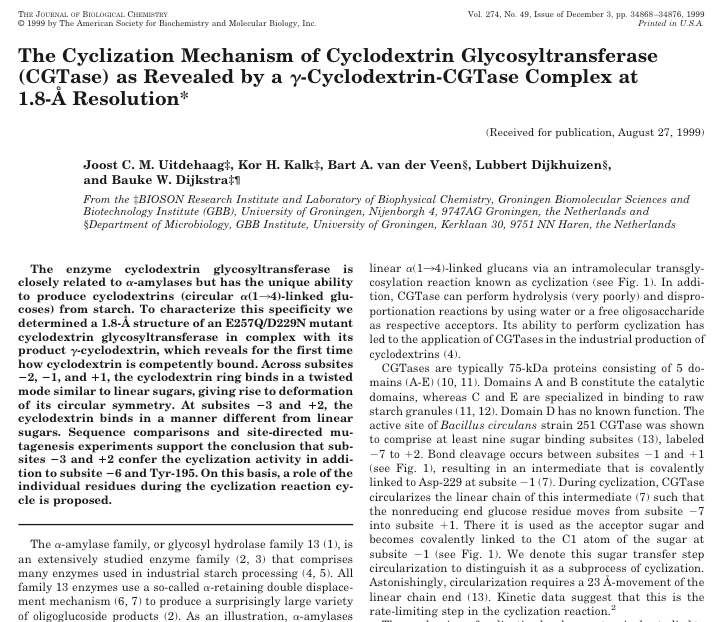 THE JOURNAL OF BIOLOGICAL CHEMISTRY
© 1999 by The American Society for Biochemistry and Molecular Biology, Inc.
Vol. 274, No. 49, Issue of December 3, pp. 34868–34876, 1999
Printed in U.S.A.
The Cyclization Mechanism of Cyclodextrin Glycosyltransferase
(CGTase) as Revealed by a γ-Cyclodextrin-CGTase Complex at
1.8-Å Resolution*
(Received for publication, August 27, 1999)
Joost C. M. Uitdehaag‡, Kor H. Kalk‡, Bart A. van der Veen§, Lubbert Dijkhuizen§,
and Bauke W. Dijkstra‡¶
From the ‡BIOSON Research Institute and Laboratory of Biophysical Chemistry, Groningen Biomolecular Sciences and
Biotechnology Institute (GBB), University of Groningen, Nijenborgh 4, 9747AG Groningen, the Netherlands and
§Department of Microbiology, GBB Institute, University of Groningen, Kerklaan 30, 9751 NN Haren, the Netherlands
The enzyme cyclodextrin glycosyltransferase is
closely related to α-amylases but has the unique ability
to produce cyclodextrins (circular α(1→4)-linked glu-
coses) from starch. To characterize this specificity we
determined a 1.8-Å structure of an E257Q/D229N mutant
cyclodextrin glycosyltransferase in complex with its
product γ-cyclodextrin, which reveals for the first time
how cyclodextrin is competently bound. Across subsites
−2, −1, and +1, the cyclodextrin ring binds in a twisted
mode similar to linear sugars, giving rise to deformation
of its circular symmetry. At subsites −3 and +2, the
cyclodextrin binds in a manner different from linear
sugars. Sequence comparisons and site-directed mu-
tagenesis experiments support the conclusion that sub-
sites −3 and +2 confer the cyclization activity in addi-
tion to subsite −6 and Tyr-195. On this basis, a role of the
individual residues during the cyclization reaction cy-
cle is proposed.
The α-amylase family, or glycosyl hydrolase family 13 (1), is
an extensively studied enzyme family (2, 3) that comprises
many enzymes used in industrial starch processing (4, 5). All
family 13 enzymes use a so-called α-retaining double displace-
ment mechanism (6, 7) to produce a surprisingly large variety
of oligoglucoside products (2). As an illustration, α-amylases
linear α(1→4)-linked glucans via an intramolecular transgly-
cosylation reaction known as cyclization (see Fig. 1). In addi-
tion, CGTase can perform hydrolysis (very poorly) and dispro-
portionation reactions by using water or a free oligosaccharide
as respective acceptors. Its ability to perform cyclization has
led to the application of CGTases in the industrial production of
cyclodextrins (4).
CGTases are typically 75-kDa proteins consisting of 5 do-
mains (A-E) (10, 11). Domains A and B constitute the catalytic
domains, whereas C and E are specialized in binding to raw
starch granules (11, 12). Domain D has no known function. The
active site of Bacillus circulans strain 251 CGTase was shown
to comprise at least nine sugar binding subsites (13), labeled
−7 to +2. Bond cleavage occurs between subsites −1 and +1
(see Fig. 1), resulting in an intermediate that is covalently
linked to Asp-229 at subsite −1 (7). During cyclization, CGTase
circularizes the linear chain of this intermediate (7) such that
the nonreducing end glucose residue moves from subsite −7
into subsite +1. There it is used as the acceptor sugar and
becomes covalently linked to the C1 atom of the sugar at
subsite −1 (see Fig. 1). We denote this sugar transfer step
circularization to distinguish it as a subprocess of cyclization.
Astonishingly, circularization requires a 23 Å-movement of the
linear chain end (13). Kinetic data suggest that this is the
rate-limiting step in the cyclization reaction.²